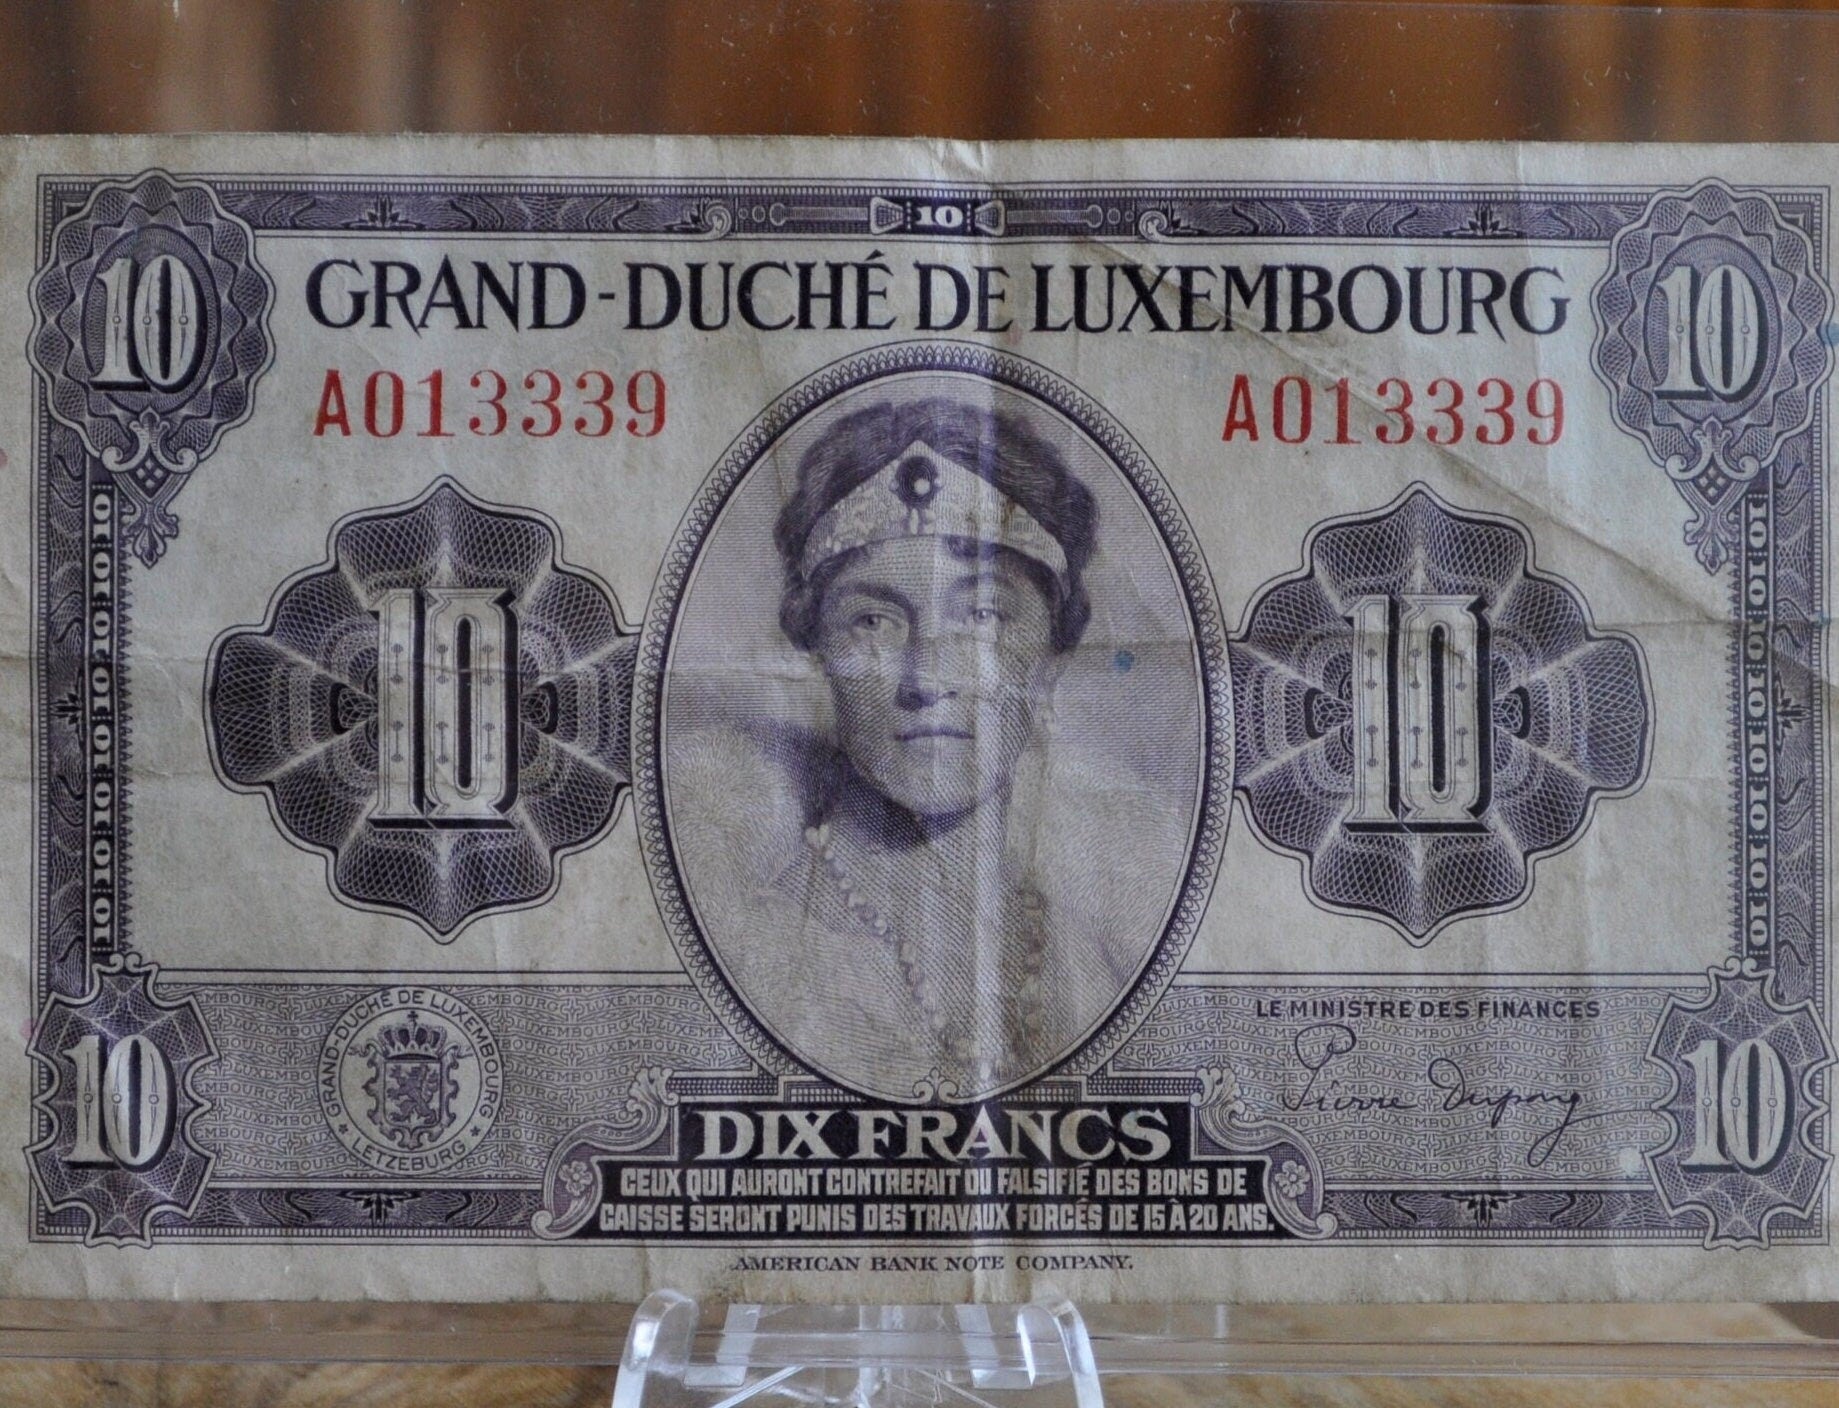 10
10
10
GRAND-DUCHÉ DE LUXEMBOURG
A013339
A013339
10
10
LE MINISTRE DES FINANCES
Pierre Dupong
GRAND-DUCHÉ DE LUXEMBOURG
★ LETZEBURG ★
10
10
DIX FRANCS
CEUX QUI AURONT CONTREFAIT OU FALSIFIÉ DES BONS DE
CAISSE SERONT PUNIS DES TRAVAUX FORCÉS DE 15 À 20 ANS.
AMERICAN BANK NOTE COMPANY.